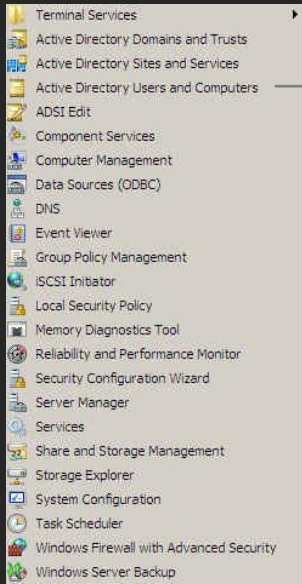 Terminal Services
Active Directory Domains and Trusts
Active Directory Sites and Services
Active Directory Users and Computers
ADSI Edit
Component Services
Computer Management
Data Sources (ODBC)
DNS
Event Viewer
Group Policy Management
iSCSI Initiator
Local Security Policy
Memory Diagnostics Tool
Reliability and Performance Monitor
Security Configuration Wizard
Server Manager
Services
Share and Storage Management
Storage Explorer
System Configuration
Task Scheduler
Windows Firewall with Advanced Security
Windows Server Backup